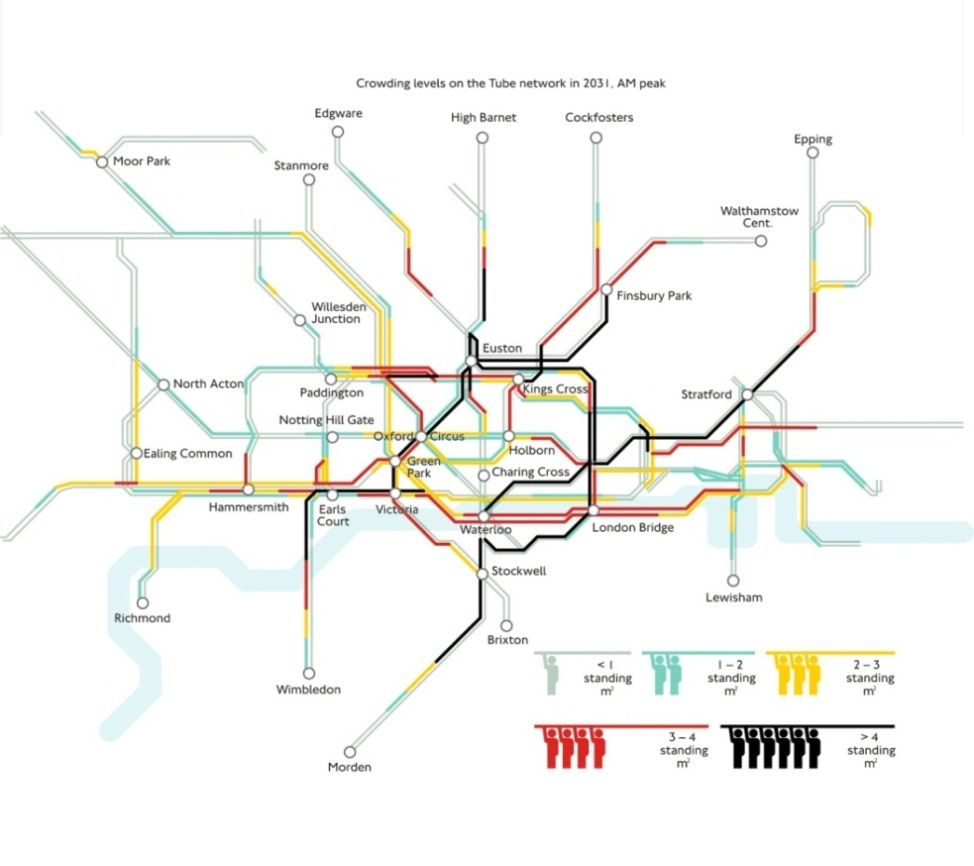 Crowding levels on the Tube network in 2031, AM peak
Edgware
High Barnet
Cockfosters
Epping
Moor Park
Stanmore
Walthamstow
Cent.
Finsbury Park
Willesden
Junction
Euston
North Acton
Paddington
Kings Cross
Stratford
Notting Hill Gate
Oxford Circus
Ealing Common
Holborn
Green
Park
Charing Cross
Hammersmith
Earls
Court
Victoria
Waterloo
London Bridge
Stockwell
Lewisham
Richmond
Brixton
Wimbledon
Morden
< 1
standing
m²
1 – 2
standing
m²
2 – 3
standing
m²
3 – 4
standing
m²
> 4
standing
m²